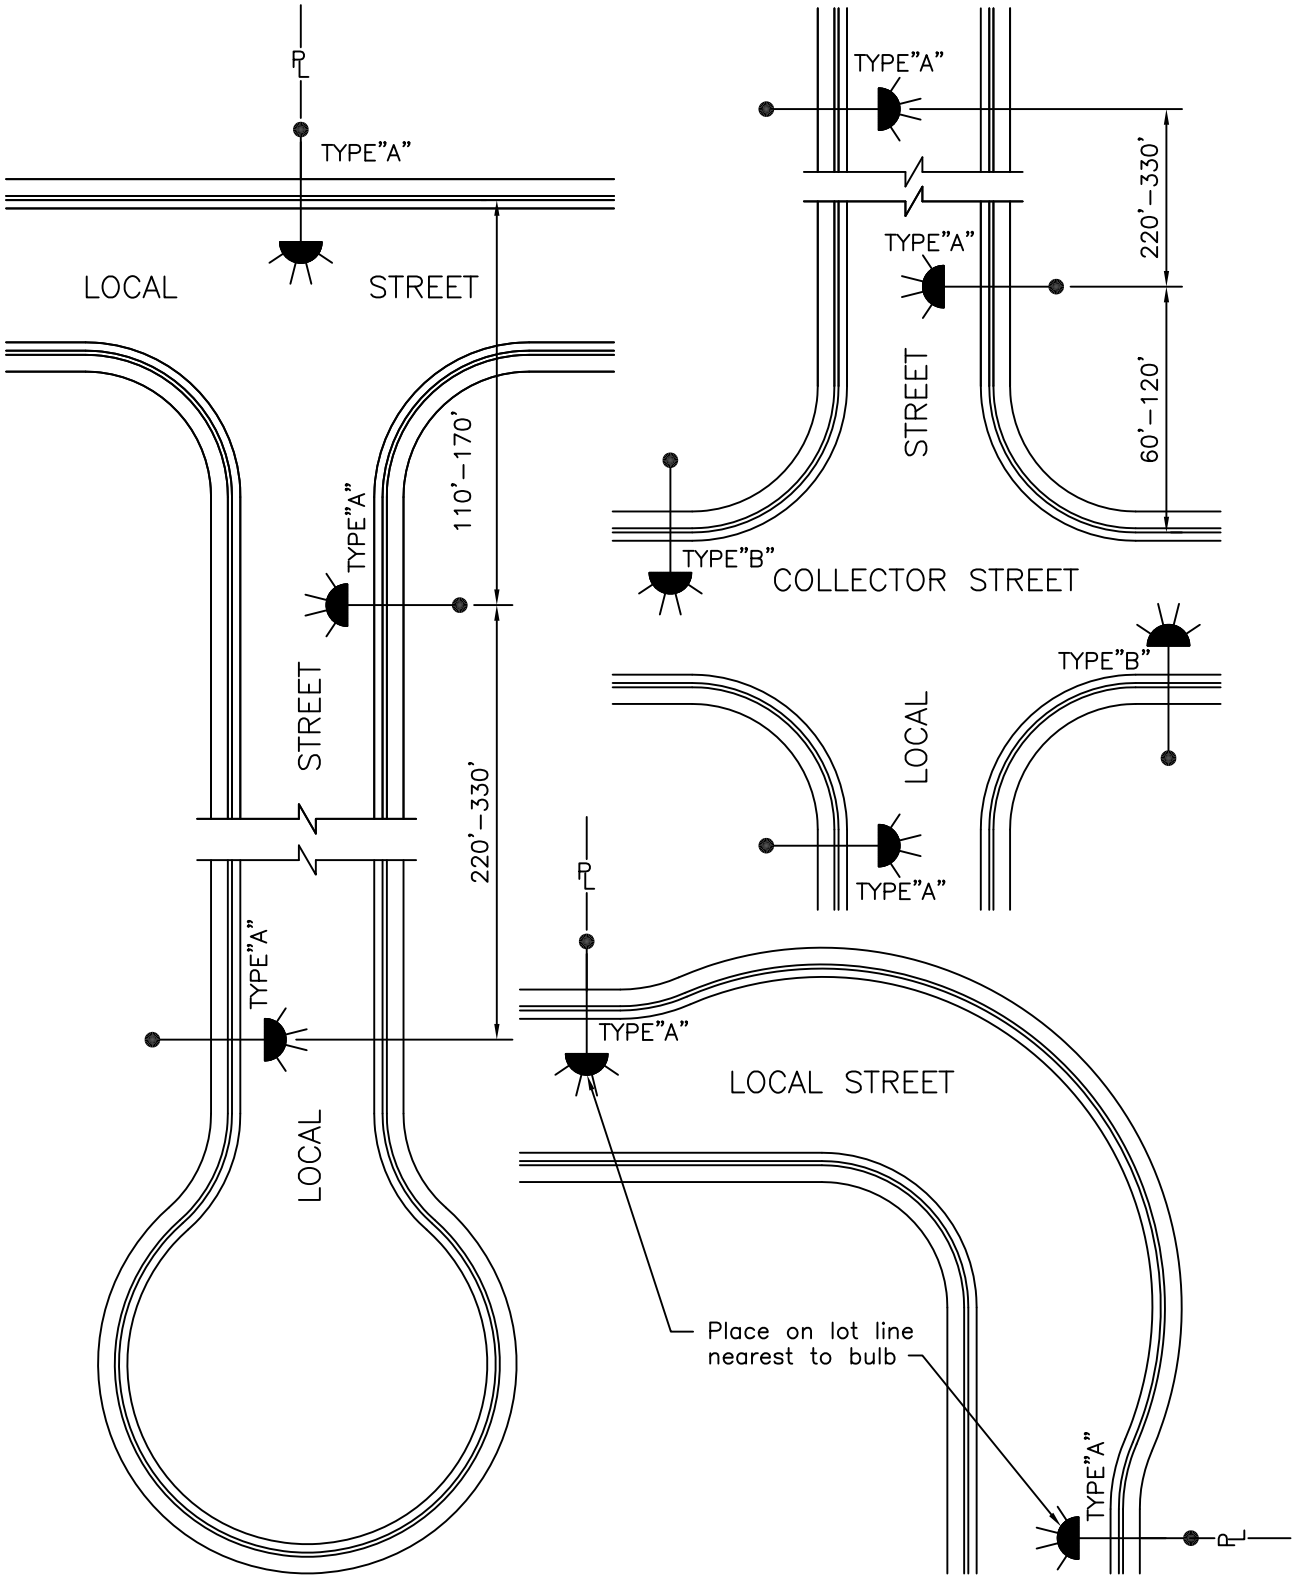 PL
TYPE"A"
LOCAL STREET
110'-170'
TYPE"A"
STREET
220'-330'
TYPE"A"
LOCAL
TYPE"A"
220'-330'
TYPE"A"
STREET
60'-120'
TYPE"B"
COLLECTOR STREET
TYPE"B"
LOCAL
TYPE"A"
PL
TYPE"A"
LOCAL STREET
Place on lot line
nearest to bulb
TYPE"A"
PL